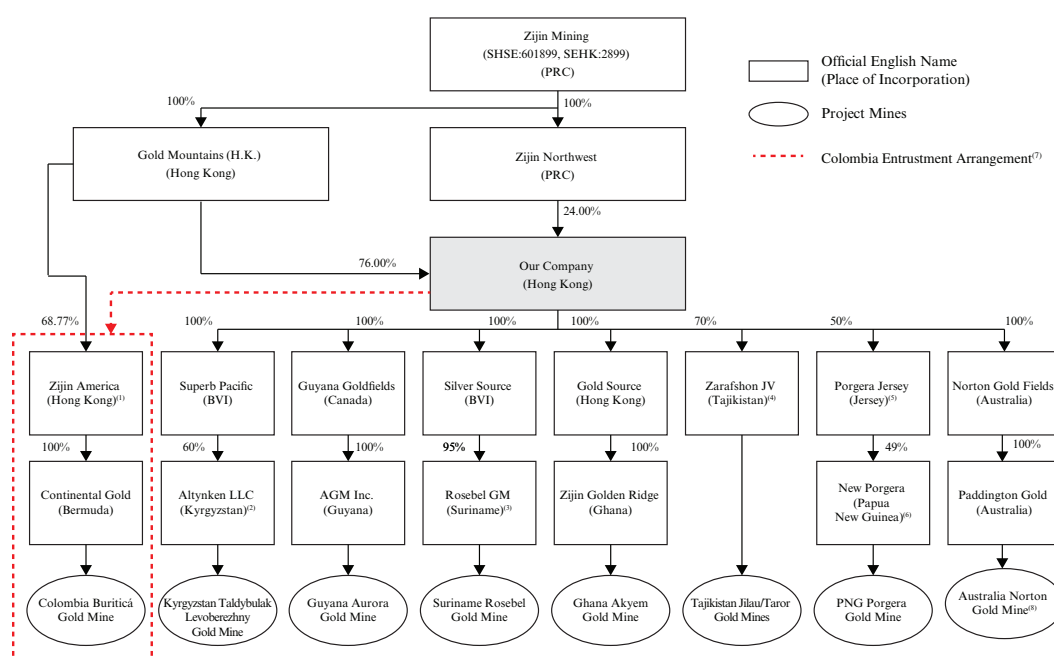 Zijin Mining
(SHSE:601899, SEHK:2899)
(PRC)
Official English Name
(Place of Incorporation)
Project Mines
Colombia Entrustment Arrangement(7)
100%
100%
Gold Mountains (H.K.)
(Hong Kong)
Zijin Northwest
(PRC)
24.00%
76.00%
Our Company
(Hong Kong)
68.77%
100%
100%
100%
100%
70%
50%
100%
Zijin America
(Hong Kong)(1)
Superb Pacific
(BVI)
Guyana Goldfields
(Canada)
Silver Source
(BVI)
Gold Source
(Hong Kong)
Zarafshon JV
(Tajikistan)(4)
Porgera Jersey
(Jersey)(5)
Norton Gold Fields
(Australia)
100%
60%
100%
95%
100%
49%
100%
Continental Gold
(Bermuda)
Altynken LLC
(Kyrgyzstan)(2)
AGM Inc.
(Guyana)
Rosebel GM
(Suriname)(3)
Zijin Golden Ridge
(Ghana)
New Porgera
(Papua
New Guinea)(6)
Paddington Gold
(Australia)
Colombia Buriticá
Gold Mine
Kyrgyzstan Taldybulak
Levoberezhny
Gold Mine
Guyana Aurora
Gold Mine
Suriname Rosebel
Gold Mine
Ghana Akyem
Gold Mine
Tajikistan Jilau/Taror
Gold Mines
PNG Porgera
Gold Mine
Australia Norton
Gold Mine(8)